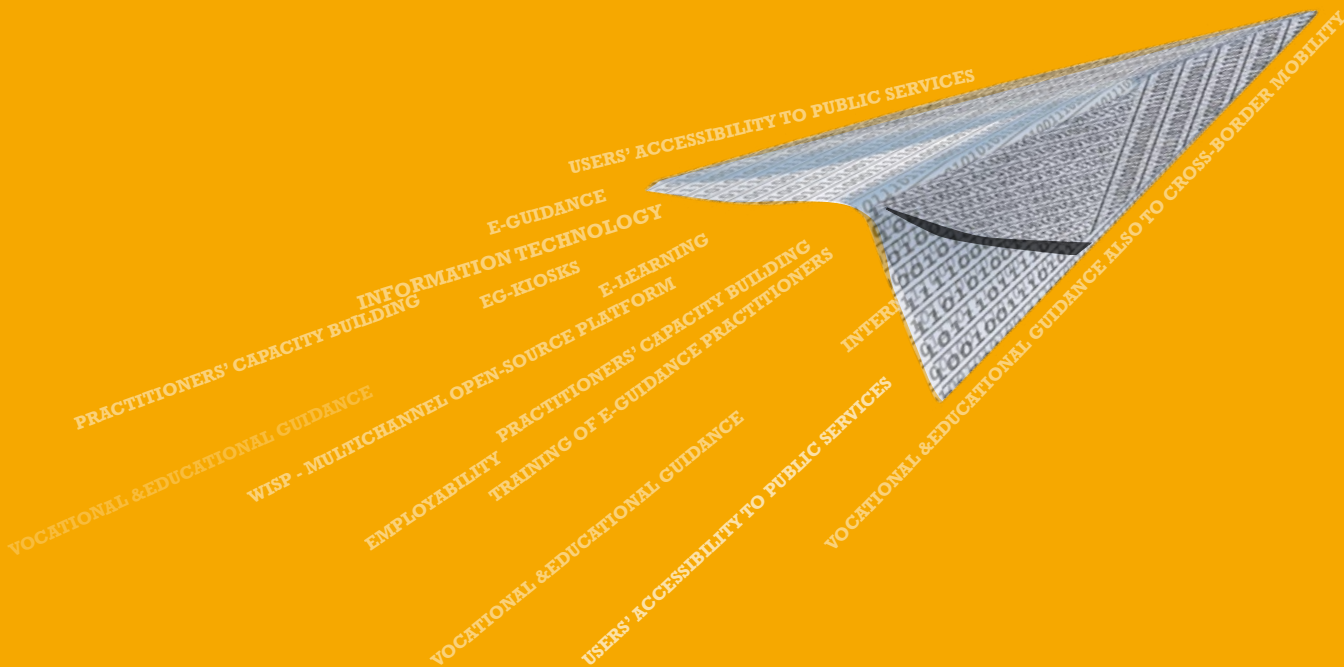 USERS' ACCESSIBILITY TO PUBLIC SERVICES
E-GUIDANCE
INFORMATION TECHNOLOGY
EG-KIOSKS
E-LEARNING
PRACTITIONERS' CAPACITY BUILDING
VOCATIONAL &EDUCATIONAL GUIDANCE
WISP - MULTICHANNEL OPEN-SOURCE PLATFORM
PRACTITIONERS' CAPACITY BUILDING
TRAINING OF E-GUIDANCE PRACTITIONERS
EMPLOYABILITY
VOCATIONAL &EDUCATIONAL GUIDANCE
USERS' ACCESSIBILITY TO PUBLIC SERVICES
VOCATIONAL &EDUCATIONAL GUIDANCE ALSO TO CROSS-BORDER MOBILITY